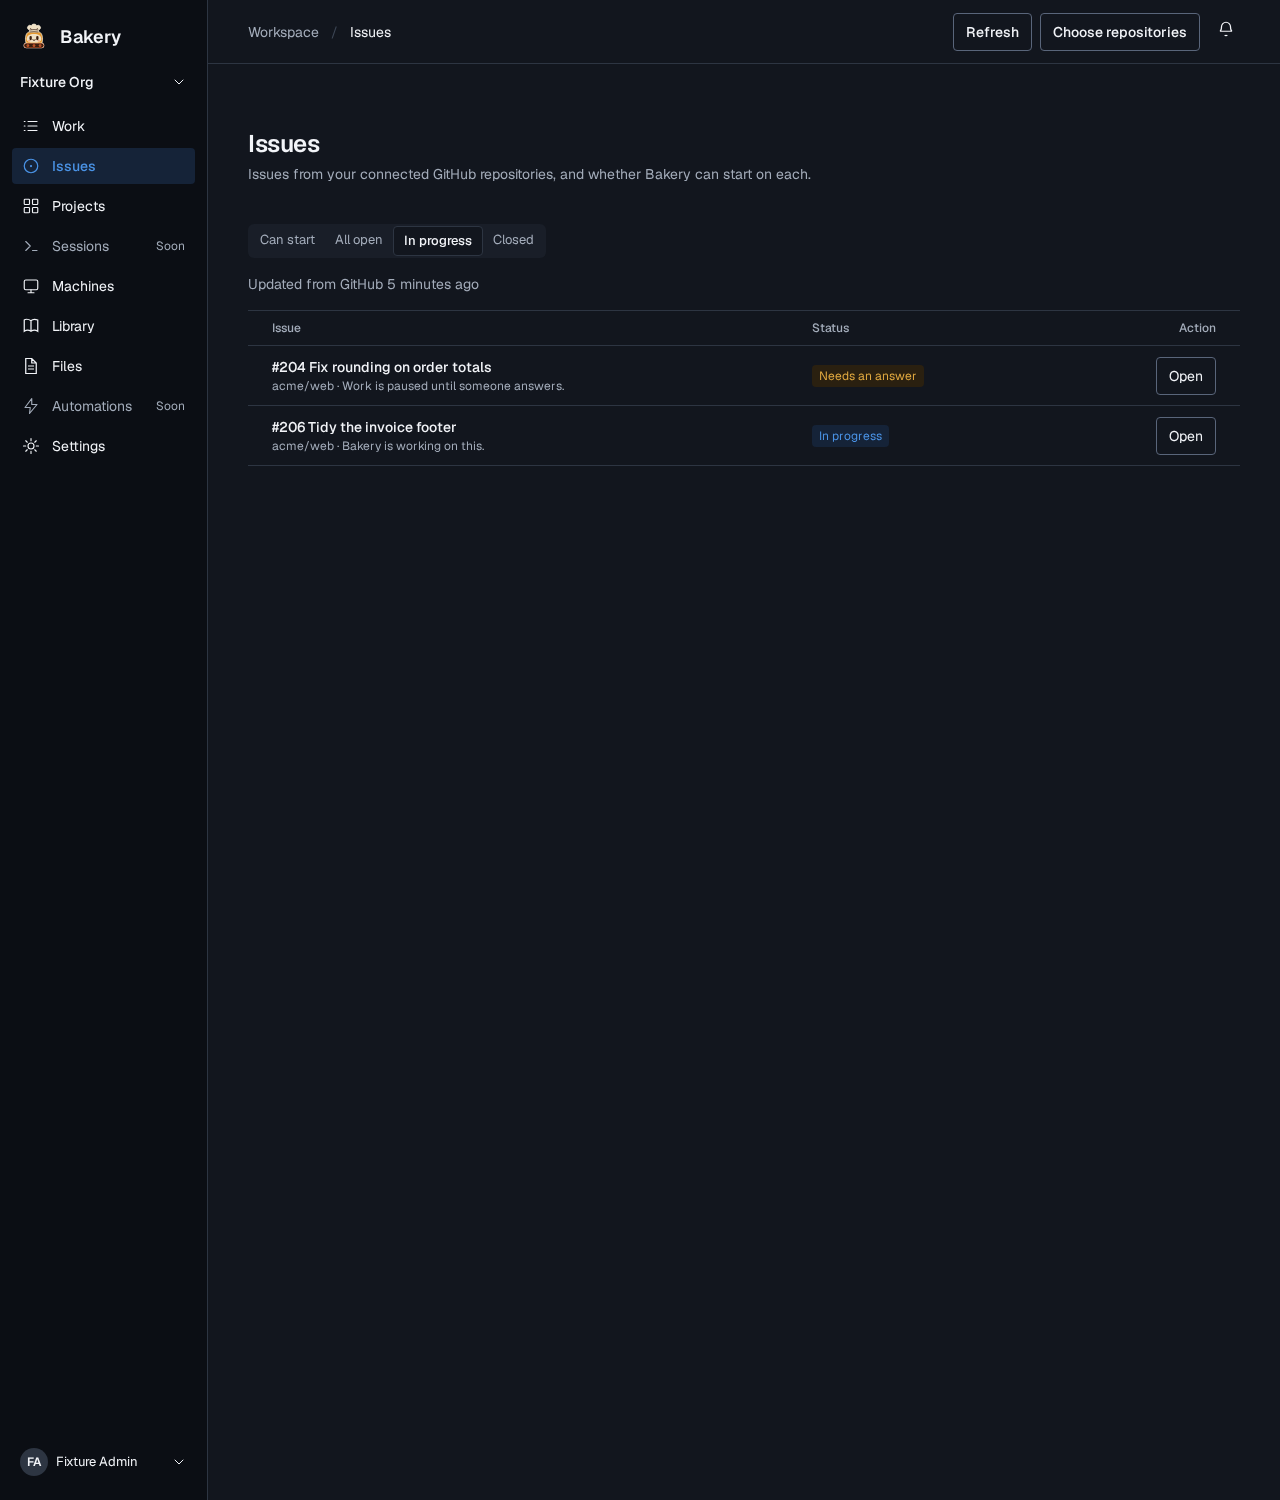 Bakery
Fixture Org
Work
Issues
Projects
Sessions Soon
Machines
Library
Files
Automations Soon
Settings
FA Fixture Admin
Workspace / Issues
Refresh
Choose repositories
Issues
Issues from your connected GitHub repositories, and whether Bakery can start on each.
Can start All open In progress Closed
Updated from GitHub 5 minutes ago
Issue Status Action
#204 Fix rounding on order totals
acme/web · Work is paused until someone answers.
Needs an answer
Open
#206 Tidy the invoice footer
acme/web · Bakery is working on this.
In progress
Open